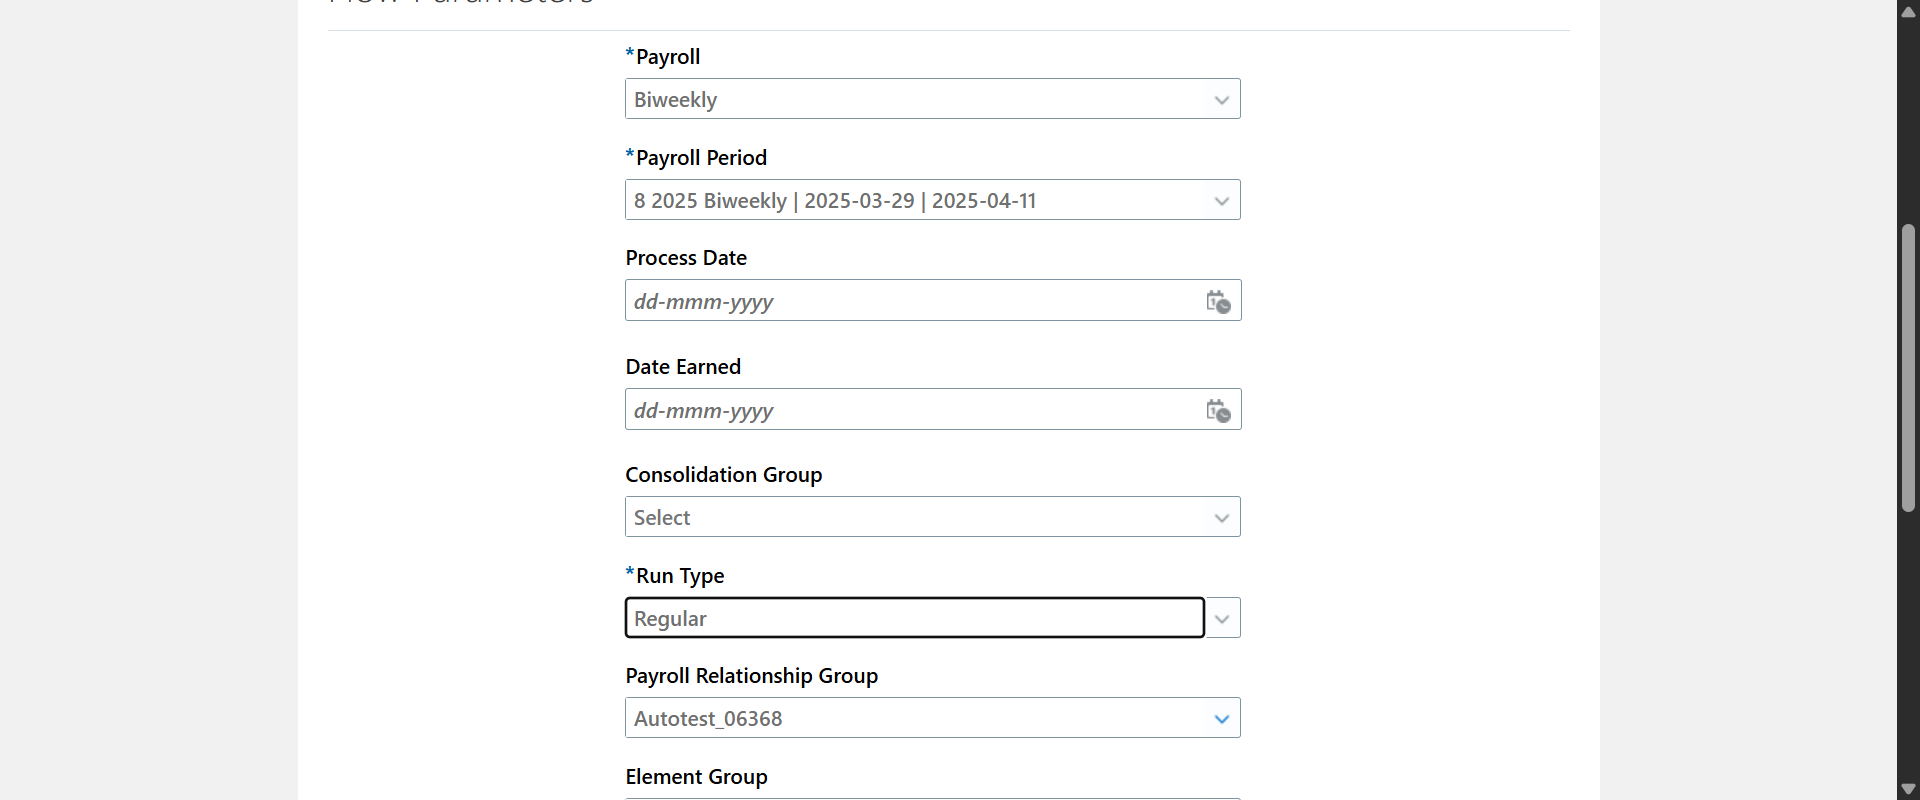 *Payroll
Biweekly
*Payroll Period
8 2025 Biweekly | 2025-03-29 | 2025-04-11
Process Date
dd-mmm-yyyy
Date Earned
dd-mmm-yyyy
Consolidation Group
Select
*Run Type
Regular
Payroll Relationship Group
Autotest_06368
Element Group